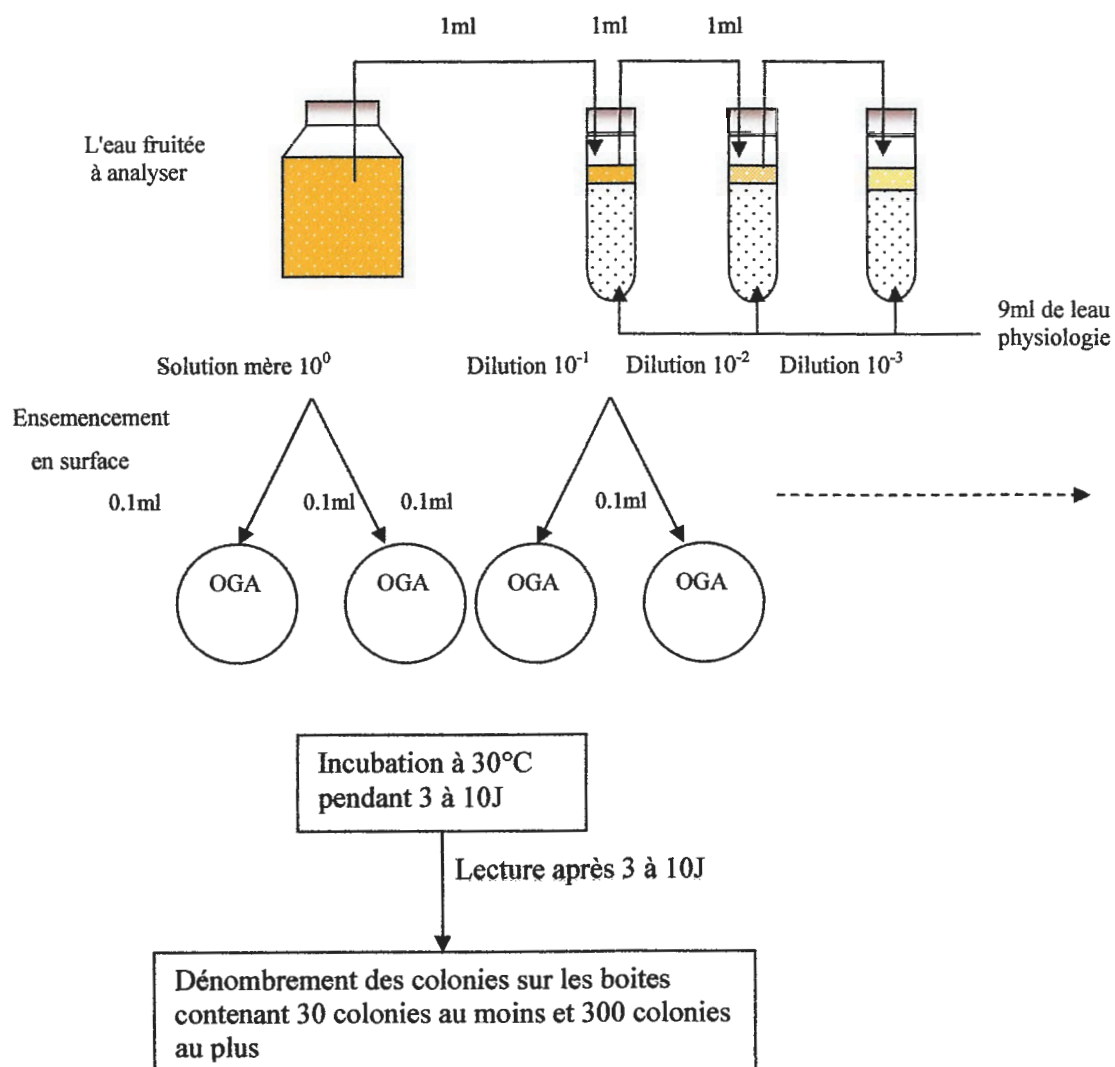 1ml 1ml 1ml
L'eau fruitée
à analyser
9ml de leau
physiologie
Solution mère 10⁰ Dilution 10⁻¹ Dilution 10⁻² Dilution 10⁻³
Ensemencement
en surface
0.1ml 0.1ml 0.1ml 0.1ml
OGA OGA OGA OGA
Incubation à 30°C
pendant 3 à 10J
Lecture après 3 à 10J
Dénombrement des colonies sur les boites
contenant 30 colonies au moins et 300 colonies
au plus